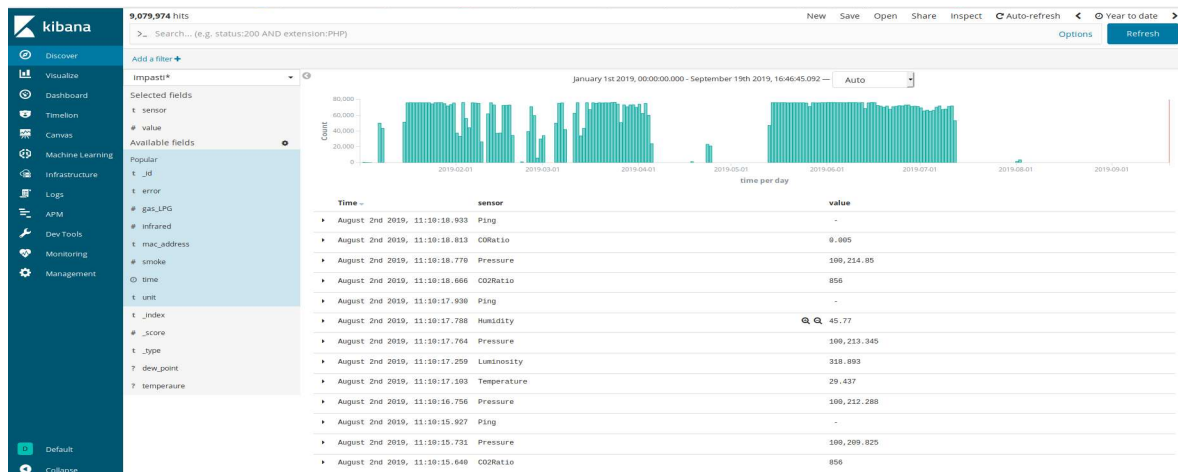 kibana
Discover
Visualize
Dashboard
Timelion
Canvas
Machine Learning
Infrastructure
Logs
APM
Dev Tools
Monitoring
Management
D Default
Collapse
9,079,974 hits
New Save Open Share Inspect Auto-refresh Year to date
>_ Search... (e.g. status:200 AND extension:PHP) Options Refresh
Add a filter +
Impasti*
Selected fields
t sensor
# value
Available fields
Popular
t _id
t error
# gas_LPG
# infrared
t mac_address
# smoke
time
t unit
t _index
# _score
t _type
? dew_point
? temperaure
January 1st 2019, 00:00:00.000 - September 19th 2019, 16:46:45.092 — Auto
Count
80,000
60,000
40,000
20,000
0
2019-02-01 2019-03-01 2019-04-01 2019-05-01 2019-06-01 2019-07-01 2019-08-01 2019-09-01
time per day
Time sensor value
August 2nd 2019, 11:10:18.933 Ping -
August 2nd 2019, 11:10:18.813 CORatio 0.005
August 2nd 2019, 11:10:18.770 Pressure 100,214.85
August 2nd 2019, 11:10:18.666 CO2Ratio 856
August 2nd 2019, 11:10:17.930 Ping -
August 2nd 2019, 11:10:17.788 Humidity 45.77
August 2nd 2019, 11:10:17.764 Pressure 100,213.345
August 2nd 2019, 11:10:17.259 Luminosity 318.893
August 2nd 2019, 11:10:17.103 Temperature 29.437
August 2nd 2019, 11:10:16.756 Pressure 100,212.288
August 2nd 2019, 11:10:15.927 Ping -
August 2nd 2019, 11:10:15.731 Pressure 100,209.825
August 2nd 2019, 11:10:15.640 CO2Ratio 856